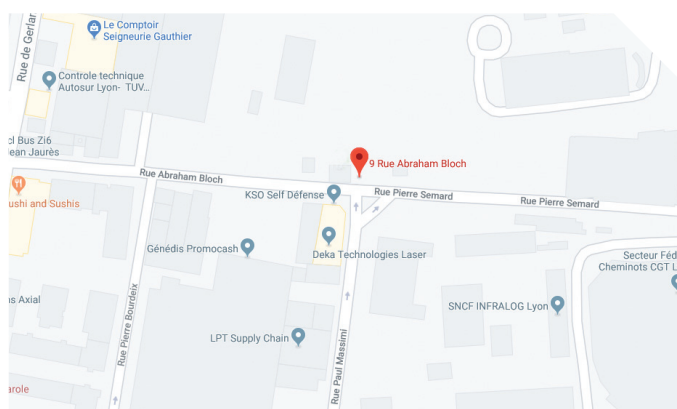 Rue de Gerlan
Le Comptoir
Seigneurie Gauthier
Controle technique
Autosur Lyon- TUV...
cl Bus Zi6
Jean Jaurès
Rue Abraham Bloch
9 Rue Abraham Bloch
KSO Self Défense
Rue Pierre Semard
Rue Pierre Semard
ushi and Sushis
Génédis Promocash
Deka Technologies Laser
Secteur Féd
Cheminots CGT L
ns Axial
Rue Pierre Bourdeix
SNCF INFRALOG Lyon
LPT Supply Chain
Rue Paul Massimi
arole